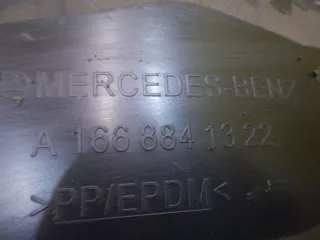 MERCEDES-BENZ
A 166 884 13 22
>PP/EPDM<